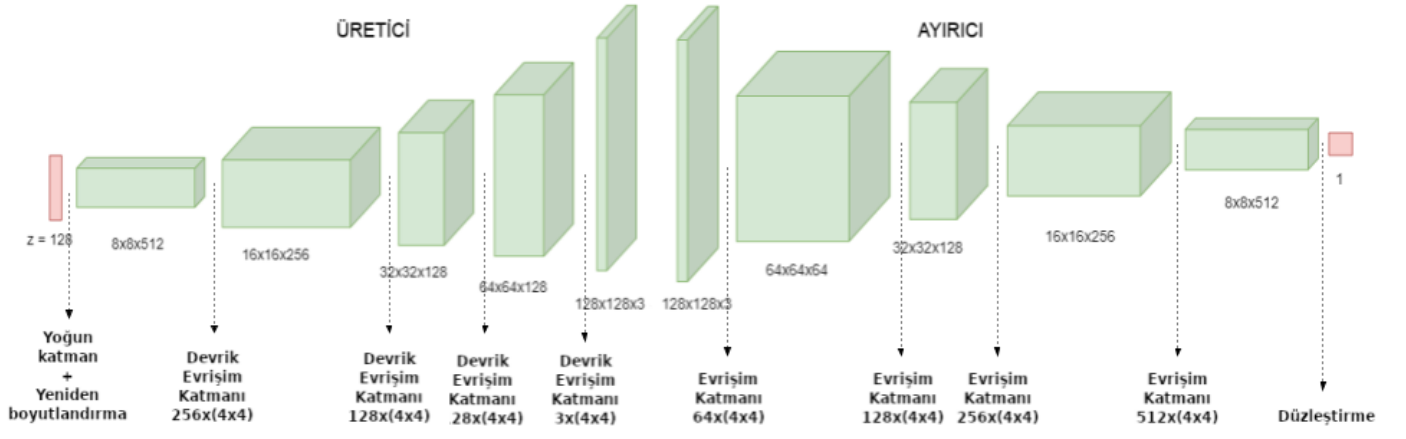 ÜRETİCİ
AYIRICI
z = 128
8x8x512
16x16x256
32x32x128
64x64x128
128x128x3
128x128x3
64x64x64
32x32x128
16x16x256
8x8x512
1
Yoğun
katman
+
Yeniden
boyutlandırma
Devrik
Evrişim
Katmanı
256x(4x4)
Devrik
Evrişim
Katmanı
128x(4x4)
Devrik
Evrişim
Katmanı
28x(4x4)
Devrik
Evrişim
Katmanı
3x(4x4)
Evrişim
Katmanı
64x(4x4)
Evrişim
Katmanı
128x(4x4)
Evrişim
Katmanı
256x(4x4)
Evrişim
Katmanı
512x(4x4)
Düzleştirme